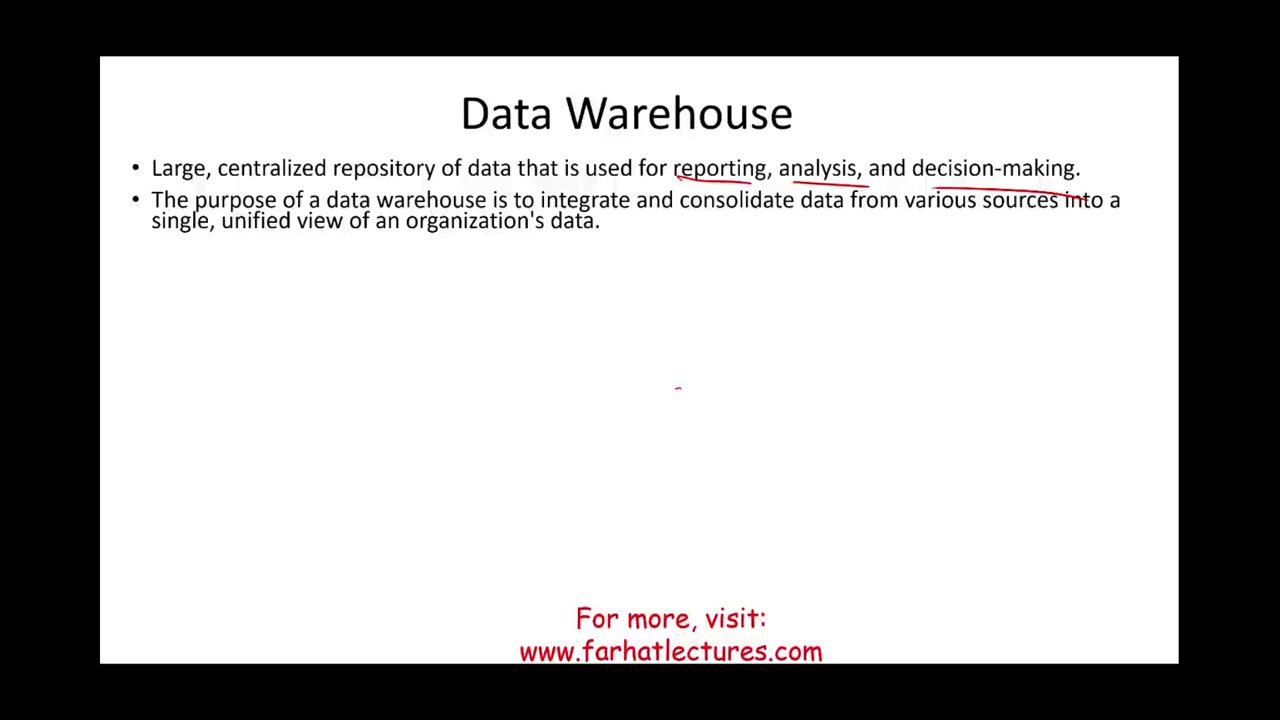 Data Warehouse
• Large, centralized repository of data that is used for reporting, analysis, and decision-making.
• The purpose of a data warehouse is to integrate and consolidate data from various sources into a
single, unified view of an organization's data.
For more, visit:
www.farhatlectures.com